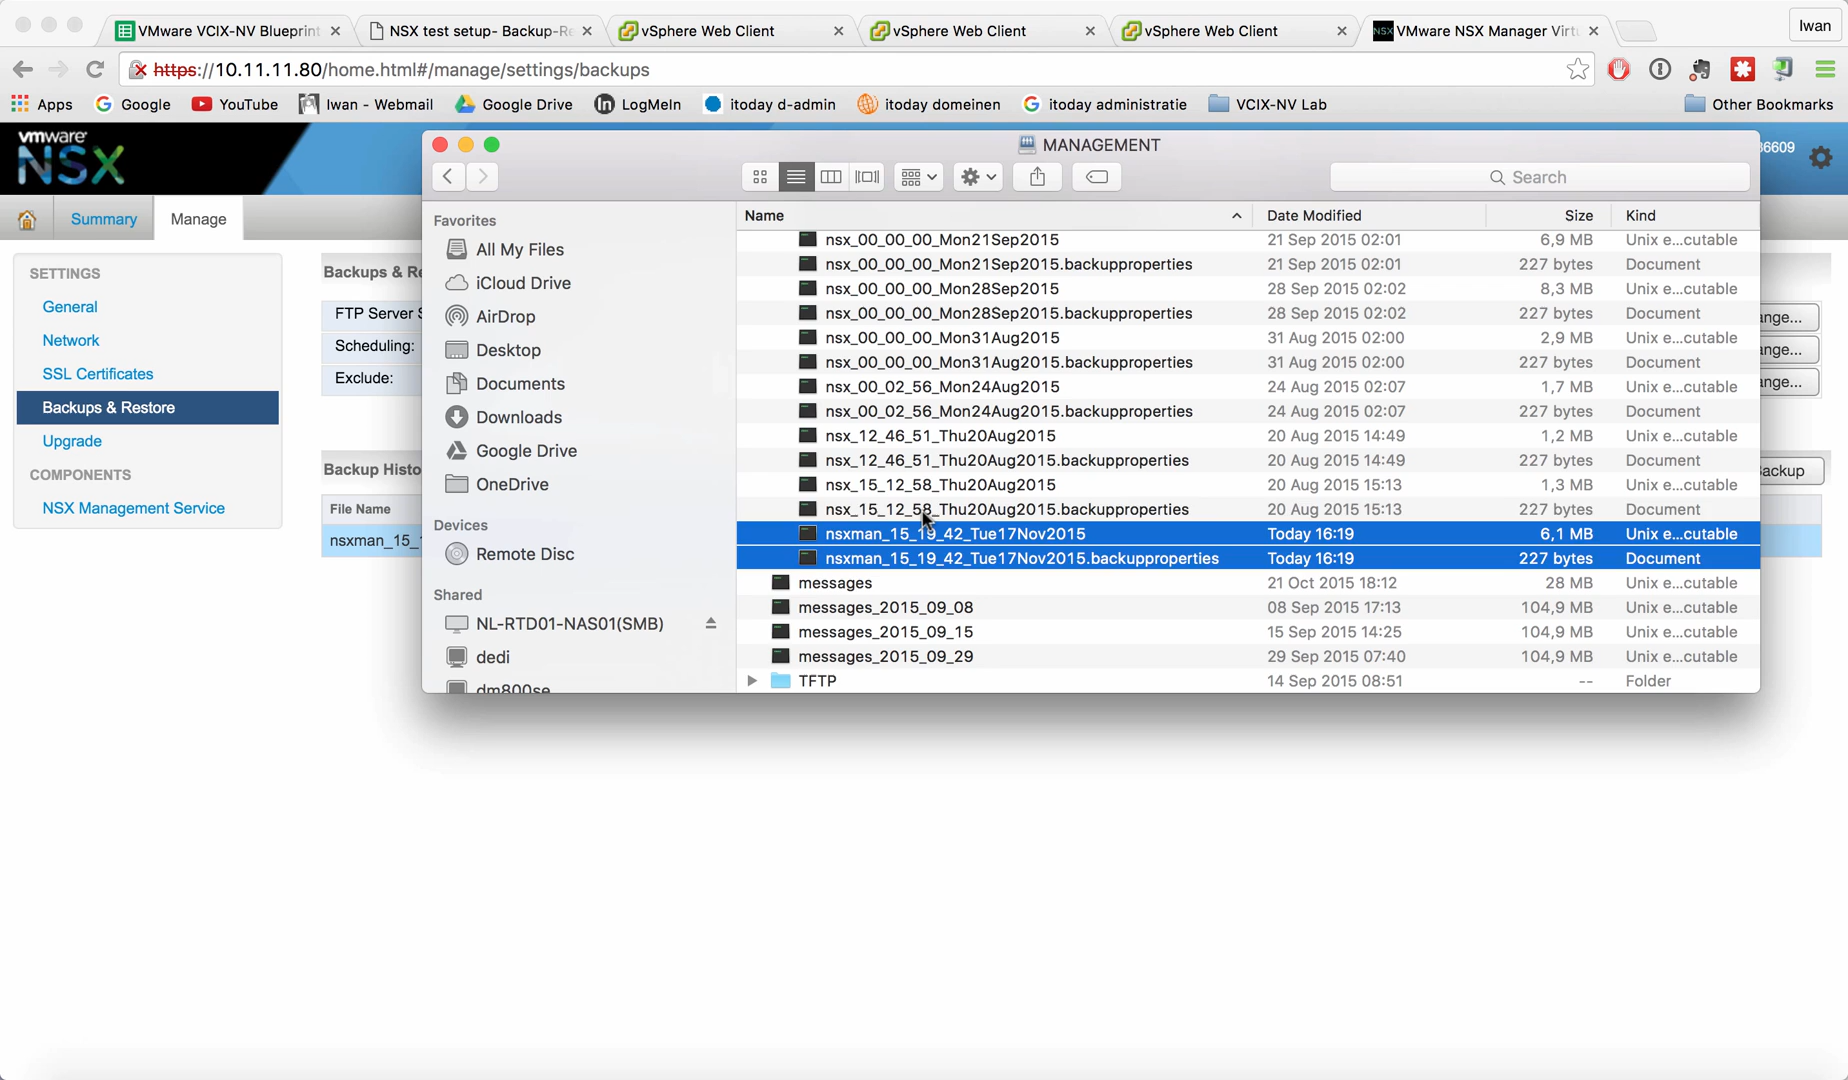 VMware VCIX-NV Blueprint
NSX test setup- Backup-Re
vSphere Web Client
vSphere Web Client
vSphere Web Client
VMware NSX Manager Virtu
Iwan
https://10.11.11.80/home.html#/manage/settings/backups
Apps
Google
YouTube
Iwan - Webmail
Google Drive
LogMeIn
itoday d-admin
itoday domeinen
itoday administratie
VCIX-NV Lab
Other Bookmarks
vmware
NSX
MANAGEMENT
36609
Search
Summary
Manage
SETTINGS
General
Network
SSL Certificates
Backups & Restore
Upgrade
COMPONENTS
NSX Management Service
Backups & Re
FTP Server S
Scheduling:
Exclude:
Backup Histo
File Name
nsxman_15_1
ange...
ange...
ange...
Backup
Favorites
All My Files
iCloud Drive
AirDrop
Desktop
Documents
Downloads
Google Drive
OneDrive
Devices
Remote Disc
Shared
NL-RTD01-NAS01(SMB)
dedi
dm800se
Name Date Modified Size Kind
nsx_00_00_00_Mon21Sep2015 21 Sep 2015 02:01 6,9 MB Unix e...cutable
nsx_00_00_00_Mon21Sep2015.backupproperties 21 Sep 2015 02:01 227 bytes Document
nsx_00_00_00_Mon28Sep2015 28 Sep 2015 02:02 8,3 MB Unix e...cutable
nsx_00_00_00_Mon28Sep2015.backupproperties 28 Sep 2015 02:02 227 bytes Document
nsx_00_00_00_Mon31Aug2015 31 Aug 2015 02:00 2,9 MB Unix e...cutable
nsx_00_00_00_Mon31Aug2015.backupproperties 31 Aug 2015 02:00 227 bytes Document
nsx_00_02_56_Mon24Aug2015 24 Aug 2015 02:07 1,7 MB Unix e...cutable
nsx_00_02_56_Mon24Aug2015.backupproperties 24 Aug 2015 02:07 227 bytes Document
nsx_12_46_51_Thu20Aug2015 20 Aug 2015 14:49 1,2 MB Unix e...cutable
nsx_12_46_51_Thu20Aug2015.backupproperties 20 Aug 2015 14:49 227 bytes Document
nsx_15_12_58_Thu20Aug2015 20 Aug 2015 15:13 1,3 MB Unix e...cutable
nsx_15_12_58_Thu20Aug2015.backupproperties 20 Aug 2015 15:13 227 bytes Document
nsxman_15_19_42_Tue17Nov2015 Today 16:19 6,1 MB Unix e...cutable
nsxman_15_19_42_Tue17Nov2015.backupproperties Today 16:19 227 bytes Document
messages 21 Oct 2015 18:12 28 MB Unix e...cutable
messages_2015_09_08 08 Sep 2015 17:13 104,9 MB Unix e...cutable
messages_2015_09_15 15 Sep 2015 14:25 104,9 MB Unix e...cutable
messages_2015_09_29 29 Sep 2015 07:40 104,9 MB Unix e...cutable
TFTP 14 Sep 2015 08:51 -- Folder